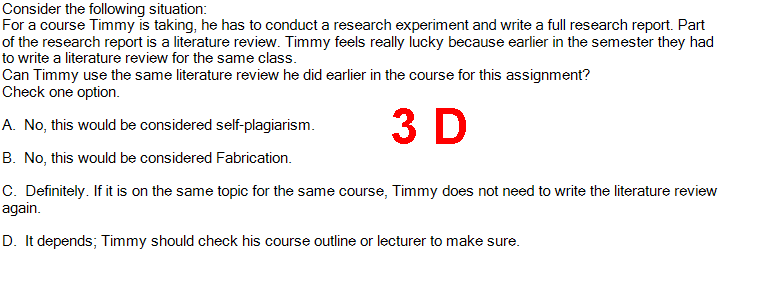 Consider the following situation:
For a course Timmy is taking, he has to conduct a research experiment and write a full research report. Part
of the research report is a literature review. Timmy feels really lucky because earlier in the semester they had
to write a literature review for the same class.
Can Timmy use the same literature review he did earlier in the course for this assignment?
Check one option.
A. No, this would be considered self-plagiarism.
3 D
B. No, this would be considered Fabrication.
C. Definitely. If it is on the same topic for the same course, Timmy does not need to write the literature review
again.
D. It depends; Timmy should check his course outline or lecturer to make sure.